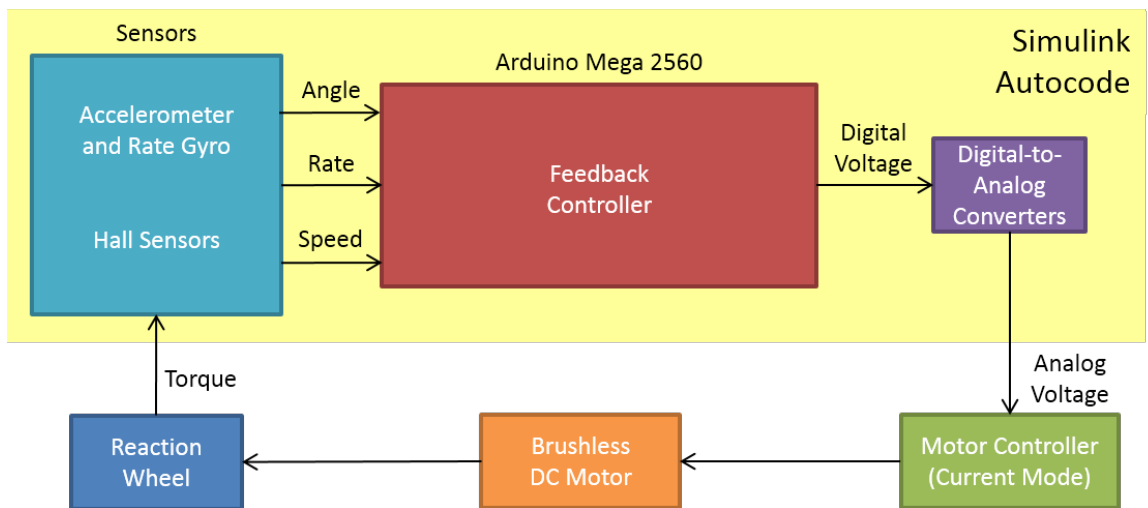 Sensors
Simulink
Autocode
Arduino Mega 2560
Accelerometer
and Rate Gyro
Hall Sensors
Angle
Rate
Speed
Feedback
Controller
Digital
Voltage
Digital-to-
Analog
Converters
Torque
Analog
Voltage
Reaction
Wheel
Brushless
DC Motor
Motor Controller
(Current Mode)